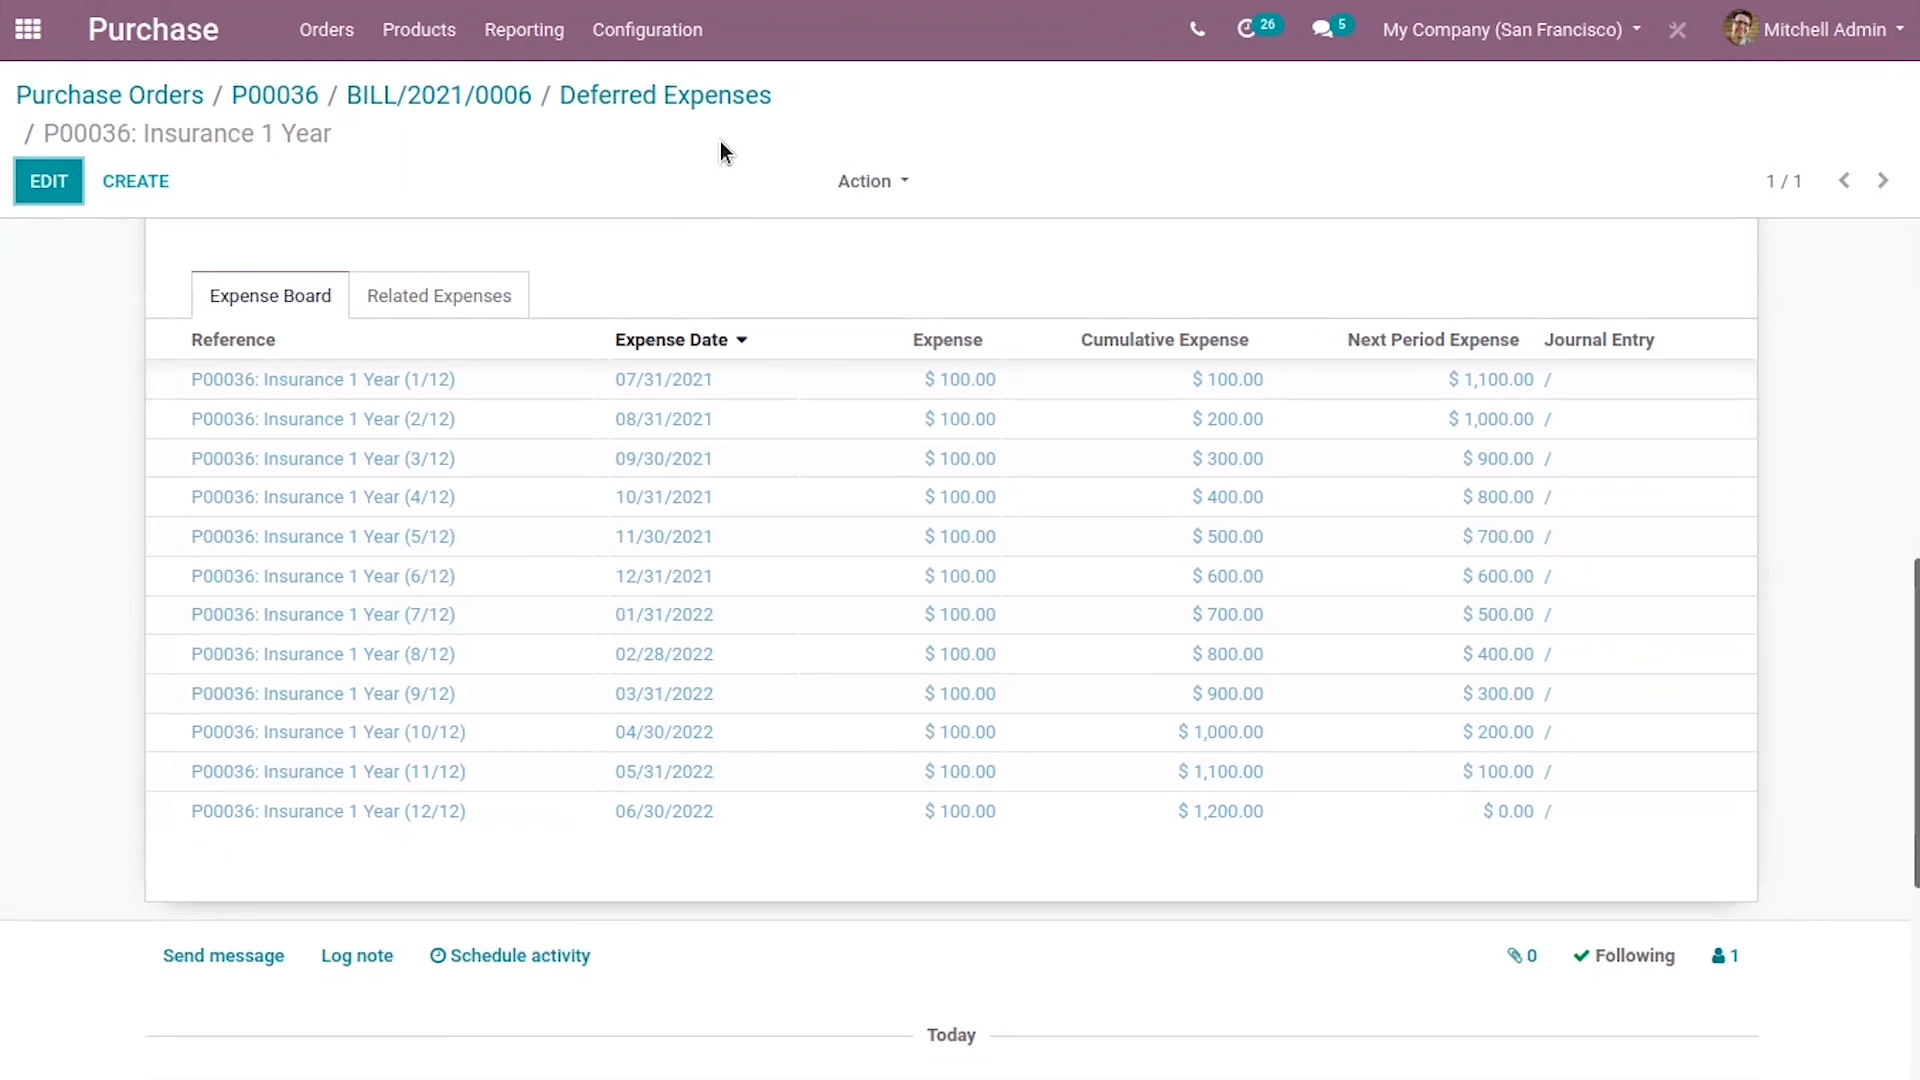 Purchase Orders Products Reporting Configuration 26 5 My Company (San Francisco) Mitchell Admin
Purchase Orders / P00036 / BILL/2021/0006 / Deferred Expenses
/ P00036: Insurance 1 Year
EDIT CREATE Action 1 / 1
Expense Board Related Expenses
Reference Expense Date Expense Cumulative Expense Next Period Expense Journal Entry
P00036: Insurance 1 Year (1/12) 07/31/2021 $ 100.00 $ 100.00 $ 1,100.00 /
P00036: Insurance 1 Year (2/12) 08/31/2021 $ 100.00 $ 200.00 $ 1,000.00 /
P00036: Insurance 1 Year (3/12) 09/30/2021 $ 100.00 $ 300.00 $ 900.00 /
P00036: Insurance 1 Year (4/12) 10/31/2021 $ 100.00 $ 400.00 $ 800.00 /
P00036: Insurance 1 Year (5/12) 11/30/2021 $ 100.00 $ 500.00 $ 700.00 /
P00036: Insurance 1 Year (6/12) 12/31/2021 $ 100.00 $ 600.00 $ 600.00 /
P00036: Insurance 1 Year (7/12) 01/31/2022 $ 100.00 $ 700.00 $ 500.00 /
P00036: Insurance 1 Year (8/12) 02/28/2022 $ 100.00 $ 800.00 $ 400.00 /
P00036: Insurance 1 Year (9/12) 03/31/2022 $ 100.00 $ 900.00 $ 300.00 /
P00036: Insurance 1 Year (10/12) 04/30/2022 $ 100.00 $ 1,000.00 $ 200.00 /
P00036: Insurance 1 Year (11/12) 05/31/2022 $ 100.00 $ 1,100.00 $ 100.00 /
P00036: Insurance 1 Year (12/12) 06/30/2022 $ 100.00 $ 1,200.00 $ 0.00 /
Send message Log note Schedule activity 0 Following 1
Today